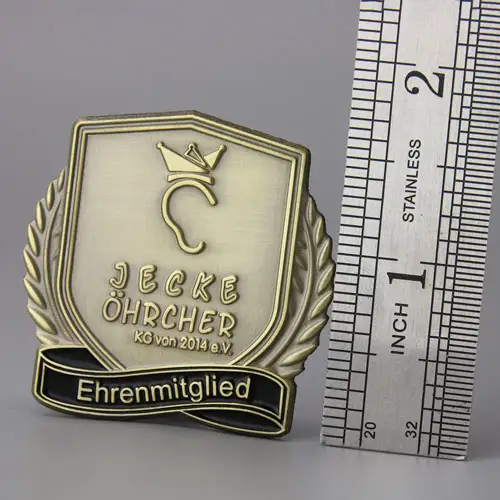 JECKE
ÖHRCHER
KG von 2014 e.V.
Ehrenmitglied
2
STAINLESS
1
INCH
20
32